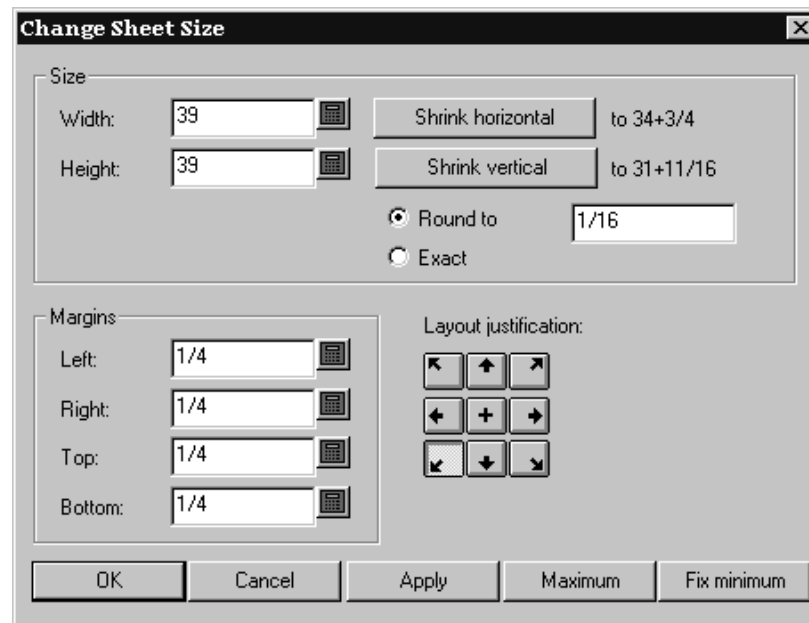 Change Sheet Size
Size
Width: 39 Shrink horizontal to 34+3/4
Height: 39 Shrink vertical to 31+11/16
Round to 1/16
Exact
Margins
Layout justification:
Left: 1/4
Right: 1/4
Top: 1/4
Bottom: 1/4
OK Cancel Apply Maximum Fix minimum